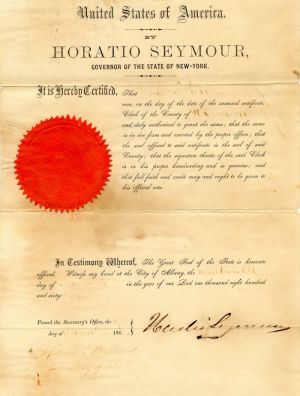 United States of America.
BY
HORATIO SEYMOUR,
GOVERNOR OF THE STATE OF NEW-YORK.
It is Hereby Certified, That
was, on the day of the date of the annexed certificate,
Clerk of the County of
and duly authorized to grant the same; that the same
is in due form and executed by the proper officer; that
the seal affixed to said certificate is the seal of said
County; that the signature thereto of the said Clerk
is in his proper handwriting and is genuine; and
that full faith and credit may and ought to be given to
his official acts.
In Testimony Whereof, The Great Seal of the State is hereunto
affixed. Witness my hand at the City of Albany, the
day of in the year of our Lord one thousand eight hundred
and sixty-
Passed the Secretary's Office, the
day of 186
Horatio Seymour